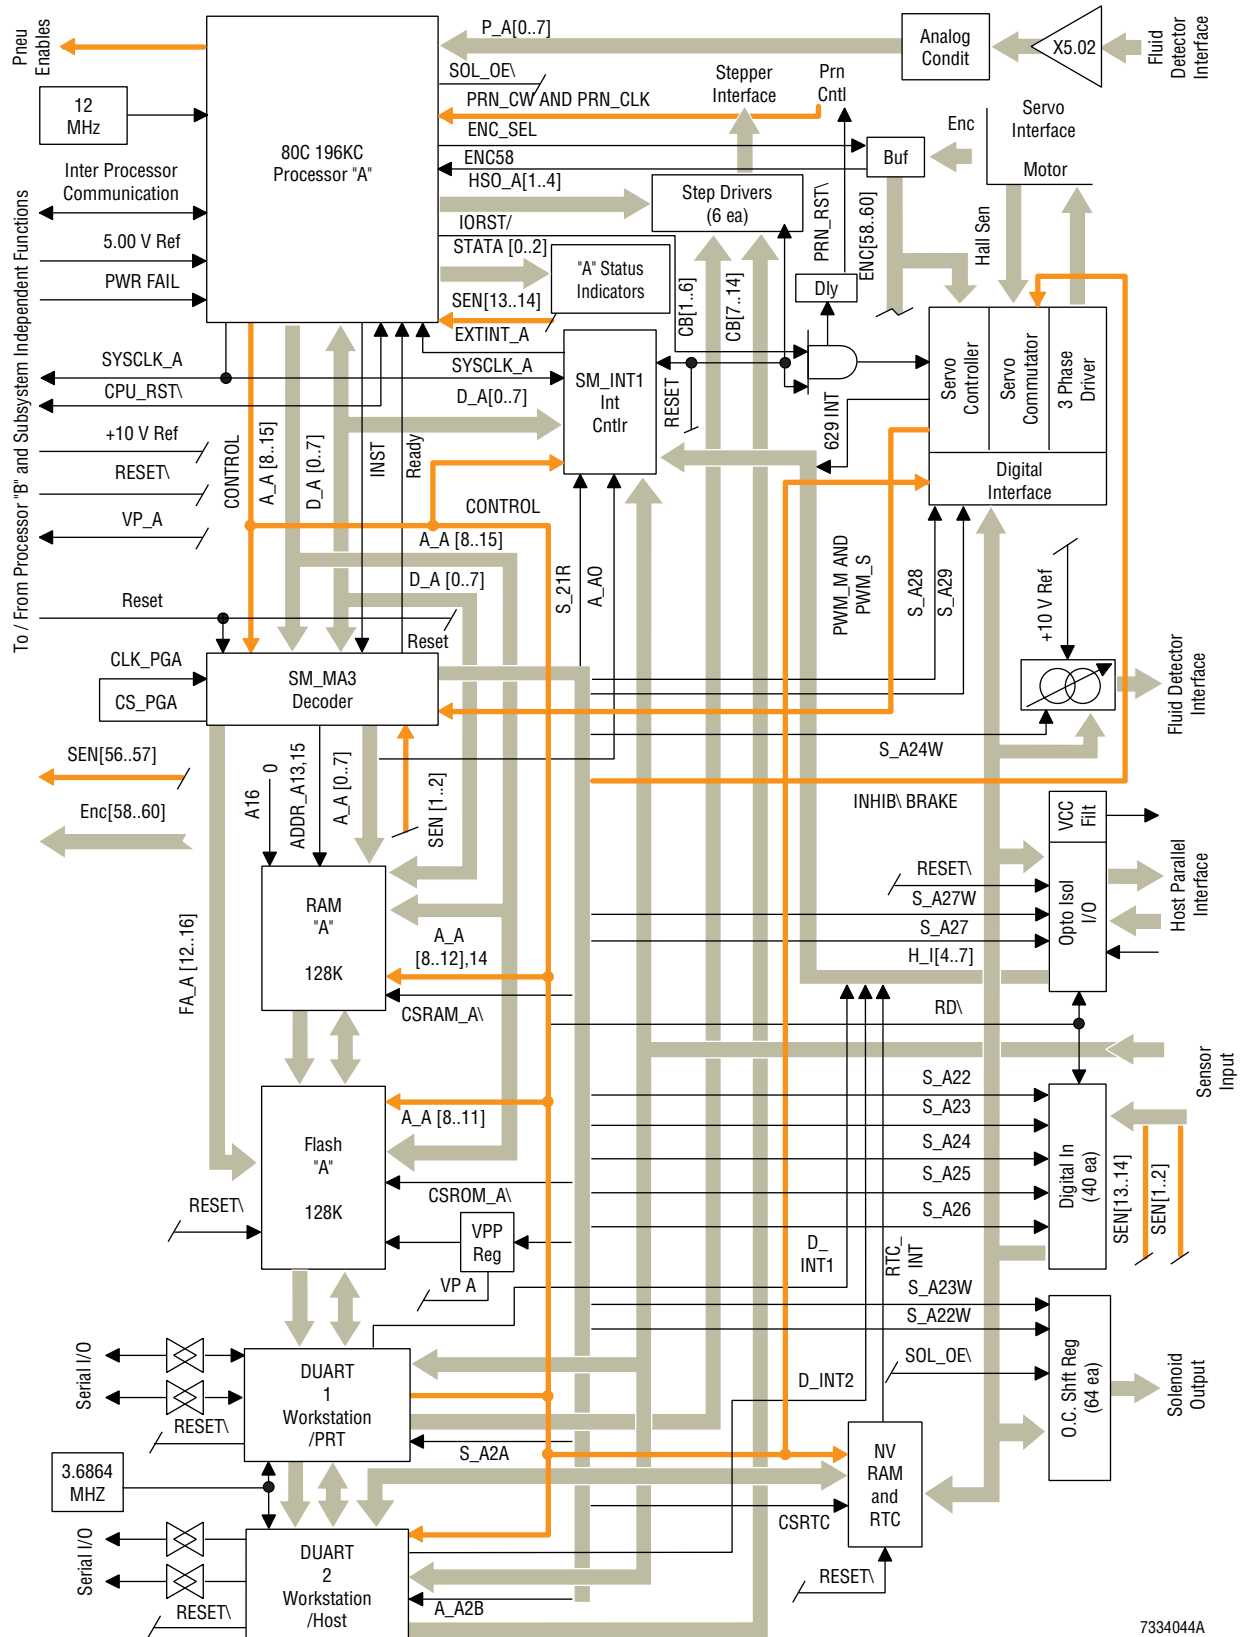 Pneu
Enables
P_A[0..7]
Analog
Condit
X5.02
Fluid
Detector
Interface
12
MHz
80C 196KC
Processor "A"
SOL_OE\
PRN_CW AND PRN_CLK
ENC_SEL
ENC58
HSO_A[1..4]
IORST/
STATA [0..2]
SEN[13..14]
EXTINT_A
Stepper
Interface
Prn
Cntl
Servo
Interface
Enc
Buf
Motor
Step Drivers
(6 ea)
PRN_RST\
ENC[58..60]
Hall Sen
Inter Processor
Communication
5.00 V Ref
PWR FAIL
"A" Status
Indicators
CB[1..6]
CB[7..14]
Dly
To / From Processor "B" and Subsystem Independent Functions
SYSCLK_A
CPU_RST\
+10 V Ref
RESET\
VP_A
SYSCLK_A
D_A[0..7]
SM_INT1
Int
Cntlr
RESET
629 INT
Servo
Controller
Servo
Commutator
3 Phase
Driver
Digital
Interface
CONTROL
A_A [8..15]
D_A [0..7]
INST
Ready
CONTROL
A_A [8..15]
D_A [0..7]
S_21R
A_AO
PWM_M AND
PWM_S
S_A28
S_A29
+10 V Ref
Reset
Reset
CLK_PGA
CS_PGA
SM_MA3
Decoder
Fluid Detector
Interface
S_A24W
SEN[56..57]
Enc[58..60]
A16
0
ADDR_A13,15
A_A [0..7]
SEN [1..2]
INHIB\ BRAKE
VCC
Filt
RESET\
S_A27W
S_A27
H_I[4..7]
Opto Isol
I/O
Host Parallel
Interface
RAM
"A"
128K
A_A
[8..12],14
CSRAM_A\
FA_A [12..16]
RD\
Sensor
Input
S_A22
S_A23
S_A24
S_A25
S_A26
Digital In
(40 ea)
SEN[13..14]
SEN[1..2]
Flash
"A"
128K
A_A [8..11]
CSROM_A\
RESET\
VPP
Reg
VP A
D_
INT1
RTC_
INT
S_A23W
S_A22W
SOL_OE\
O.C. Shift Reg
(64 ea)
Solenoid
Output
Serial I/O
DUART
1
Workstation
/PRT
RESET\
S_A2A
D_INT2
3.6864
MHZ
NV
RAM
and
RTC
CSRTC
RESET\
Serial I/O
DUART
2
Workstation
/Host
RESET\
A_A2B
7334044A